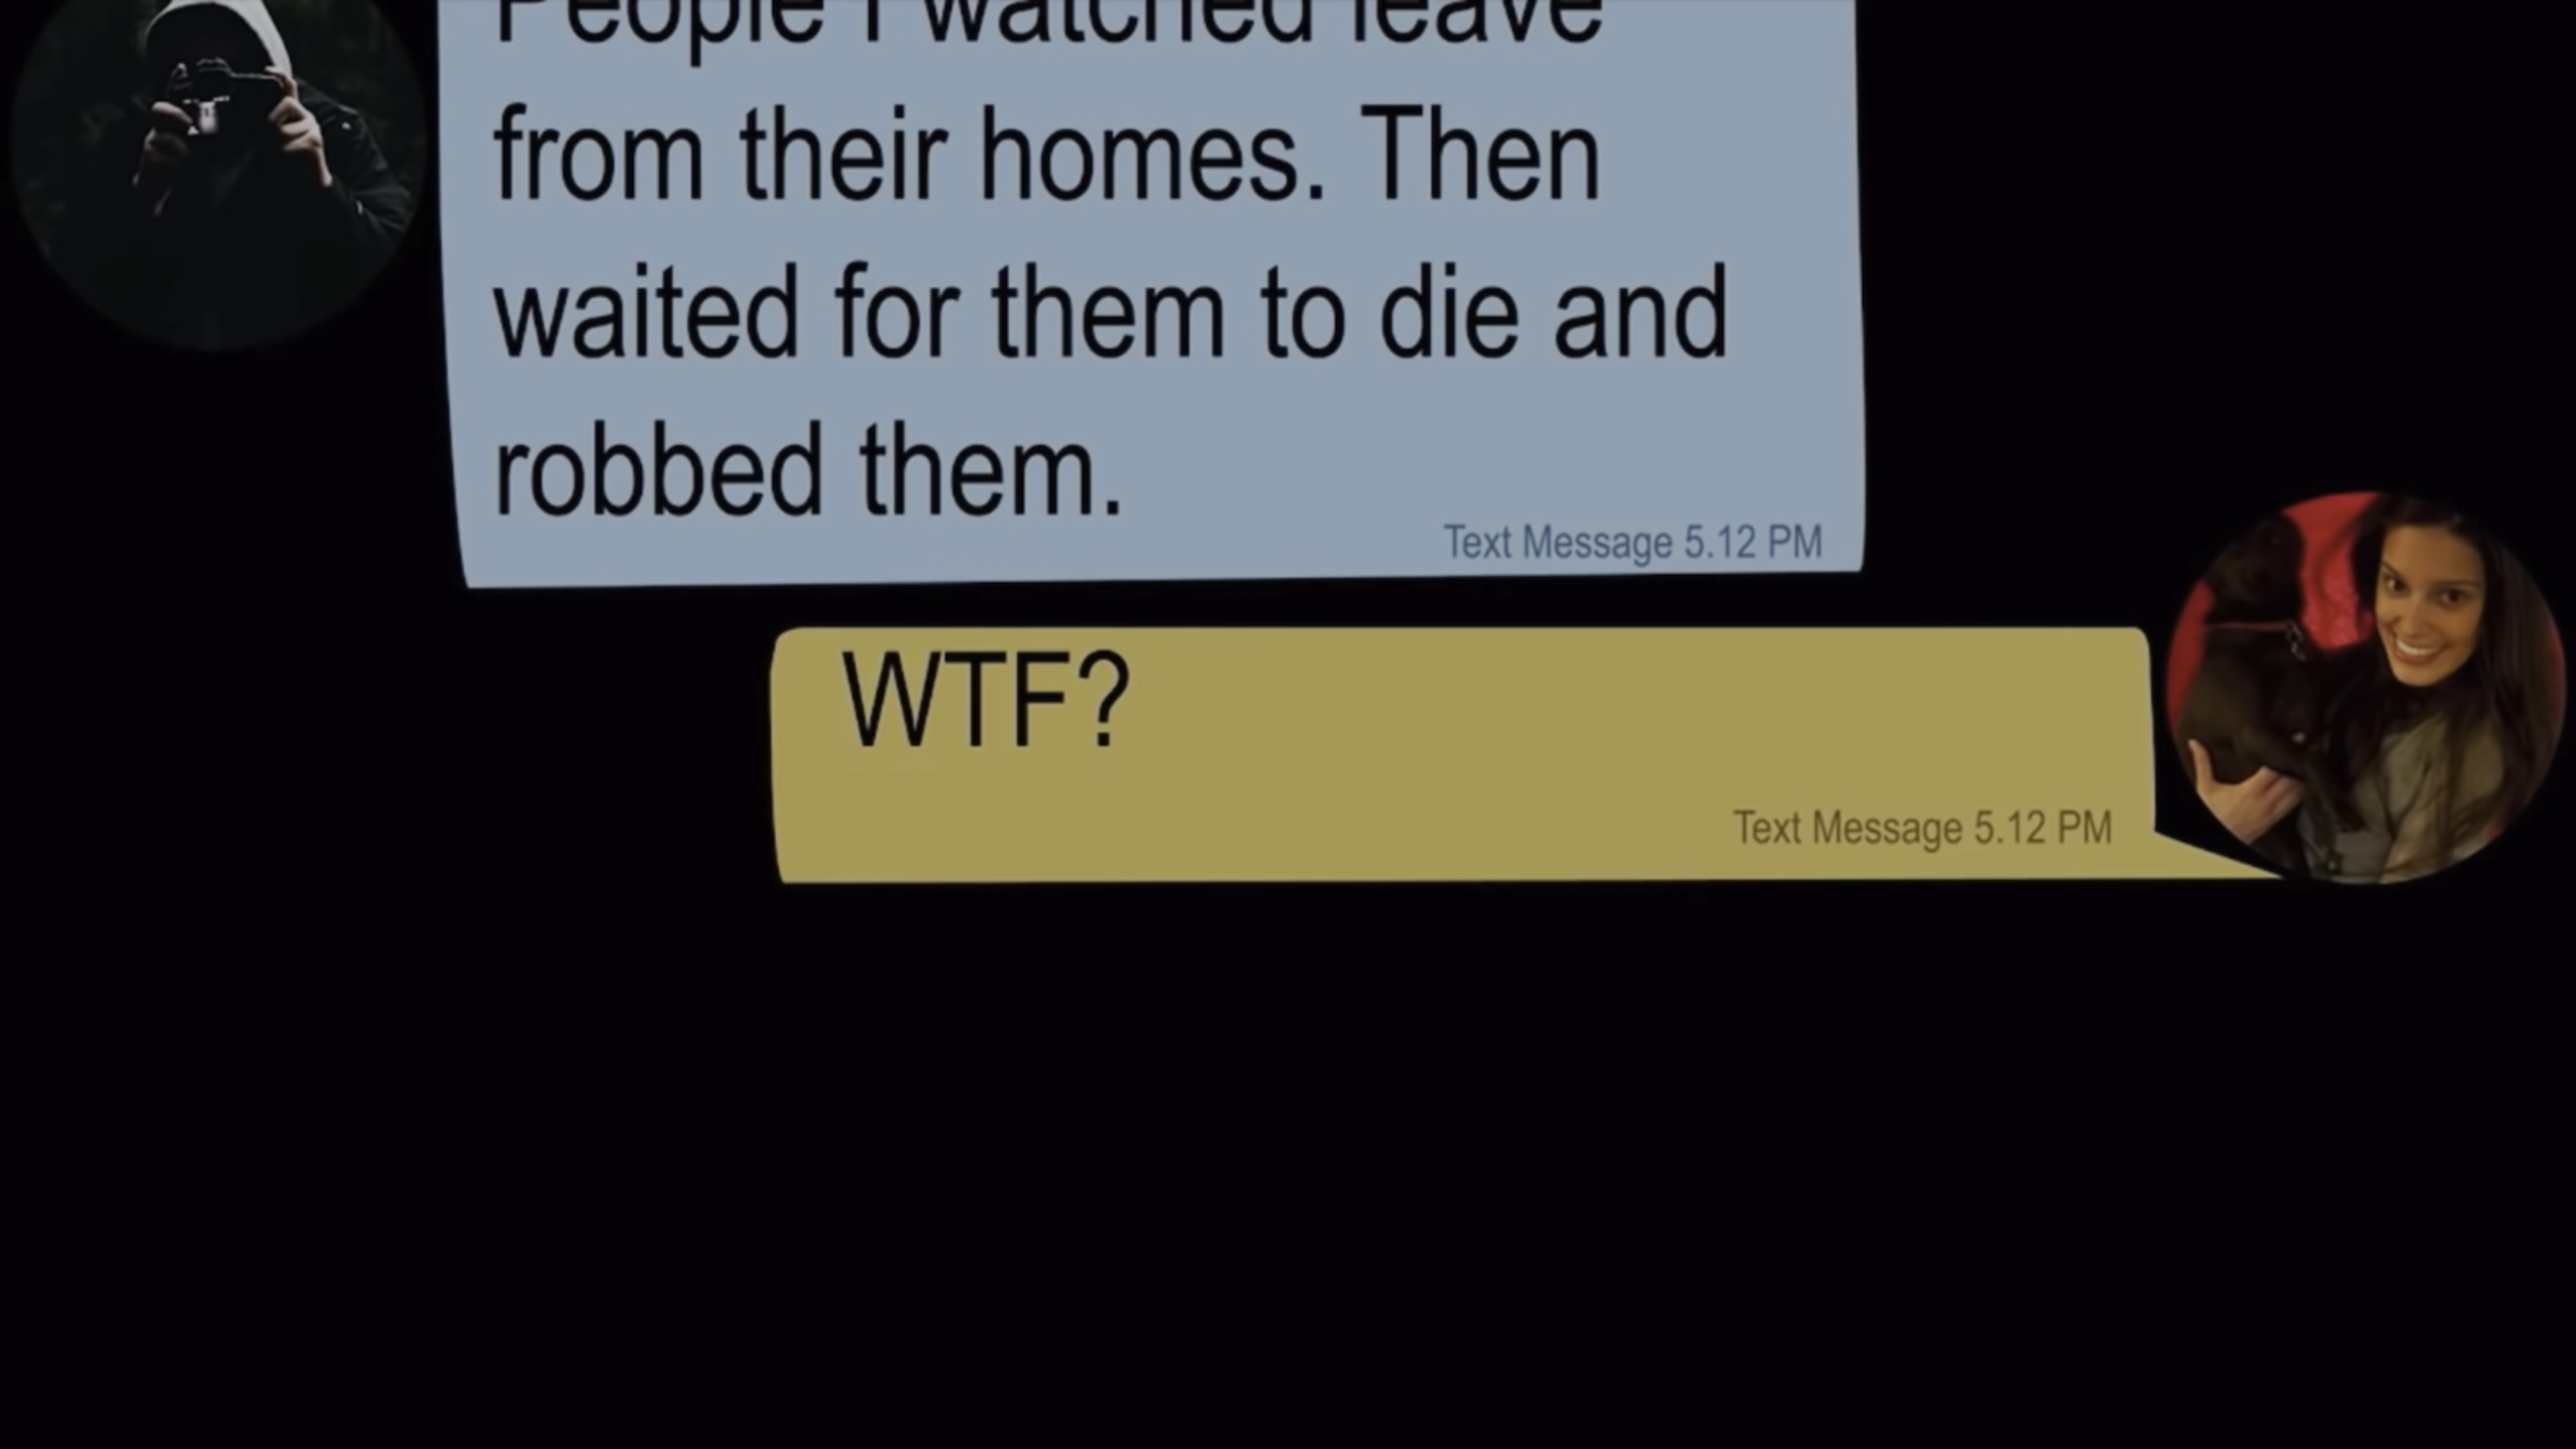 People I watched leave
from their homes. Then
waited for them to die and
robbed them.
Text Message 5.12 PM
WTF?
Text Message 5.12 PM